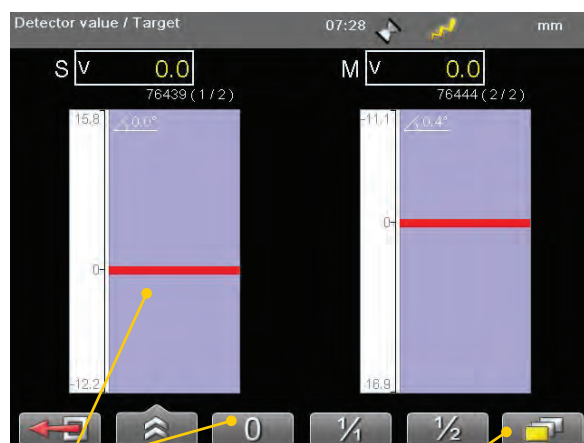 Detector value / Target 07:28 mm
S V 0.0 M V 0.0
76439 (1/2) 76444 (2/2)
15.8 0.0° -11.1 0.4°
0
0
-12.2 16.9
0 1/1 1/2